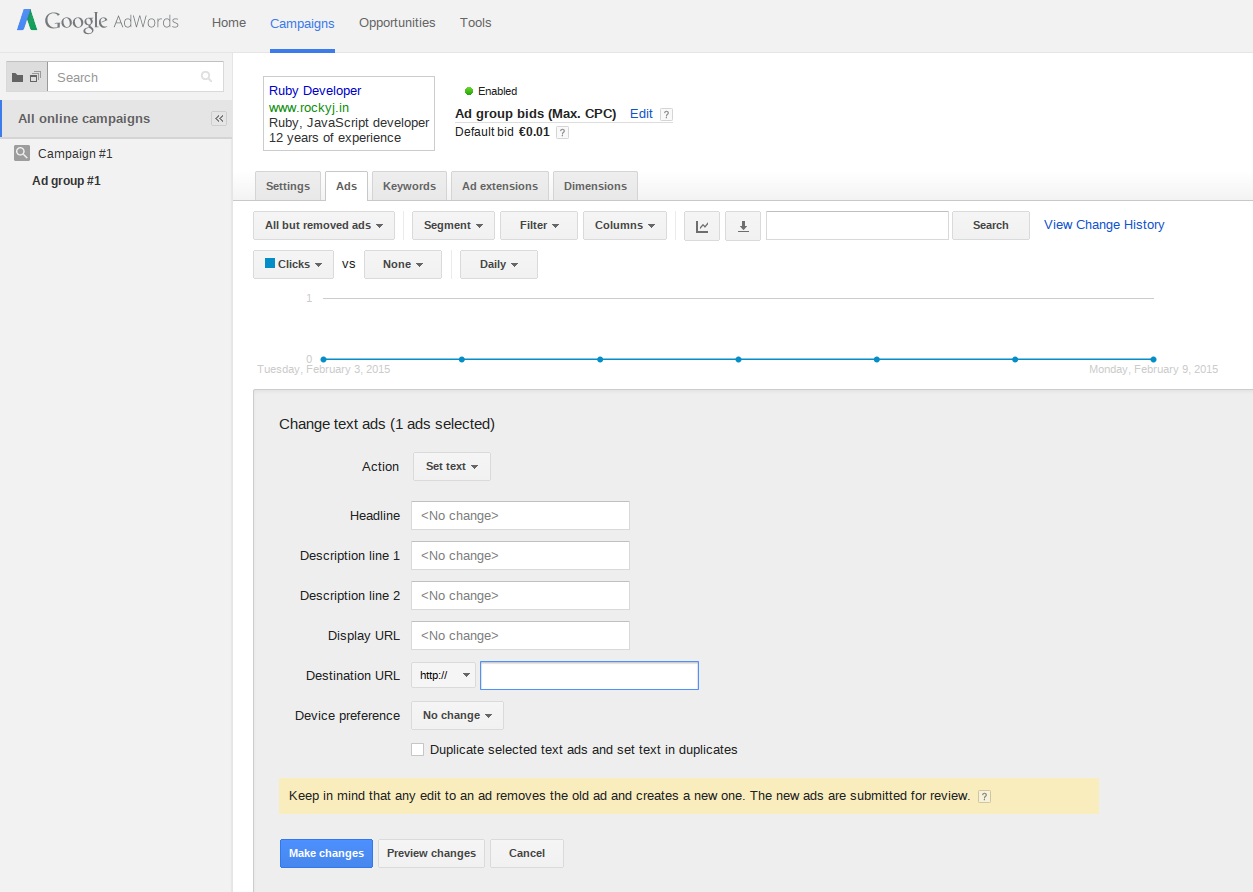 Google AdWords Home Campaigns Opportunities Tools
Search
All online campaigns
Campaign #1
Ad group #1
Ruby Developer
www.rockyj.in
Ruby, JavaScript developer
12 years of experience
Enabled
Ad group bids (Max. CPC) Edit ?
Default bid €0.01 ?
Settings Ads Keywords Ad extensions Dimensions
All but removed ads Segment Filter Columns Search View Change History
Clicks vs None Daily
1
0
Tuesday, February 3, 2015 Monday, February 9, 2015
Change text ads (1 ads selected)
Action Set text
Headline <No change>
Description line 1 <No change>
Description line 2 <No change>
Display URL <No change>
Destination URL http://
Device preference No change
Duplicate selected text ads and set text in duplicates
Keep in mind that any edit to an ad removes the old ad and creates a new one. The new ads are submitted for review. ?
Make changes Preview changes Cancel